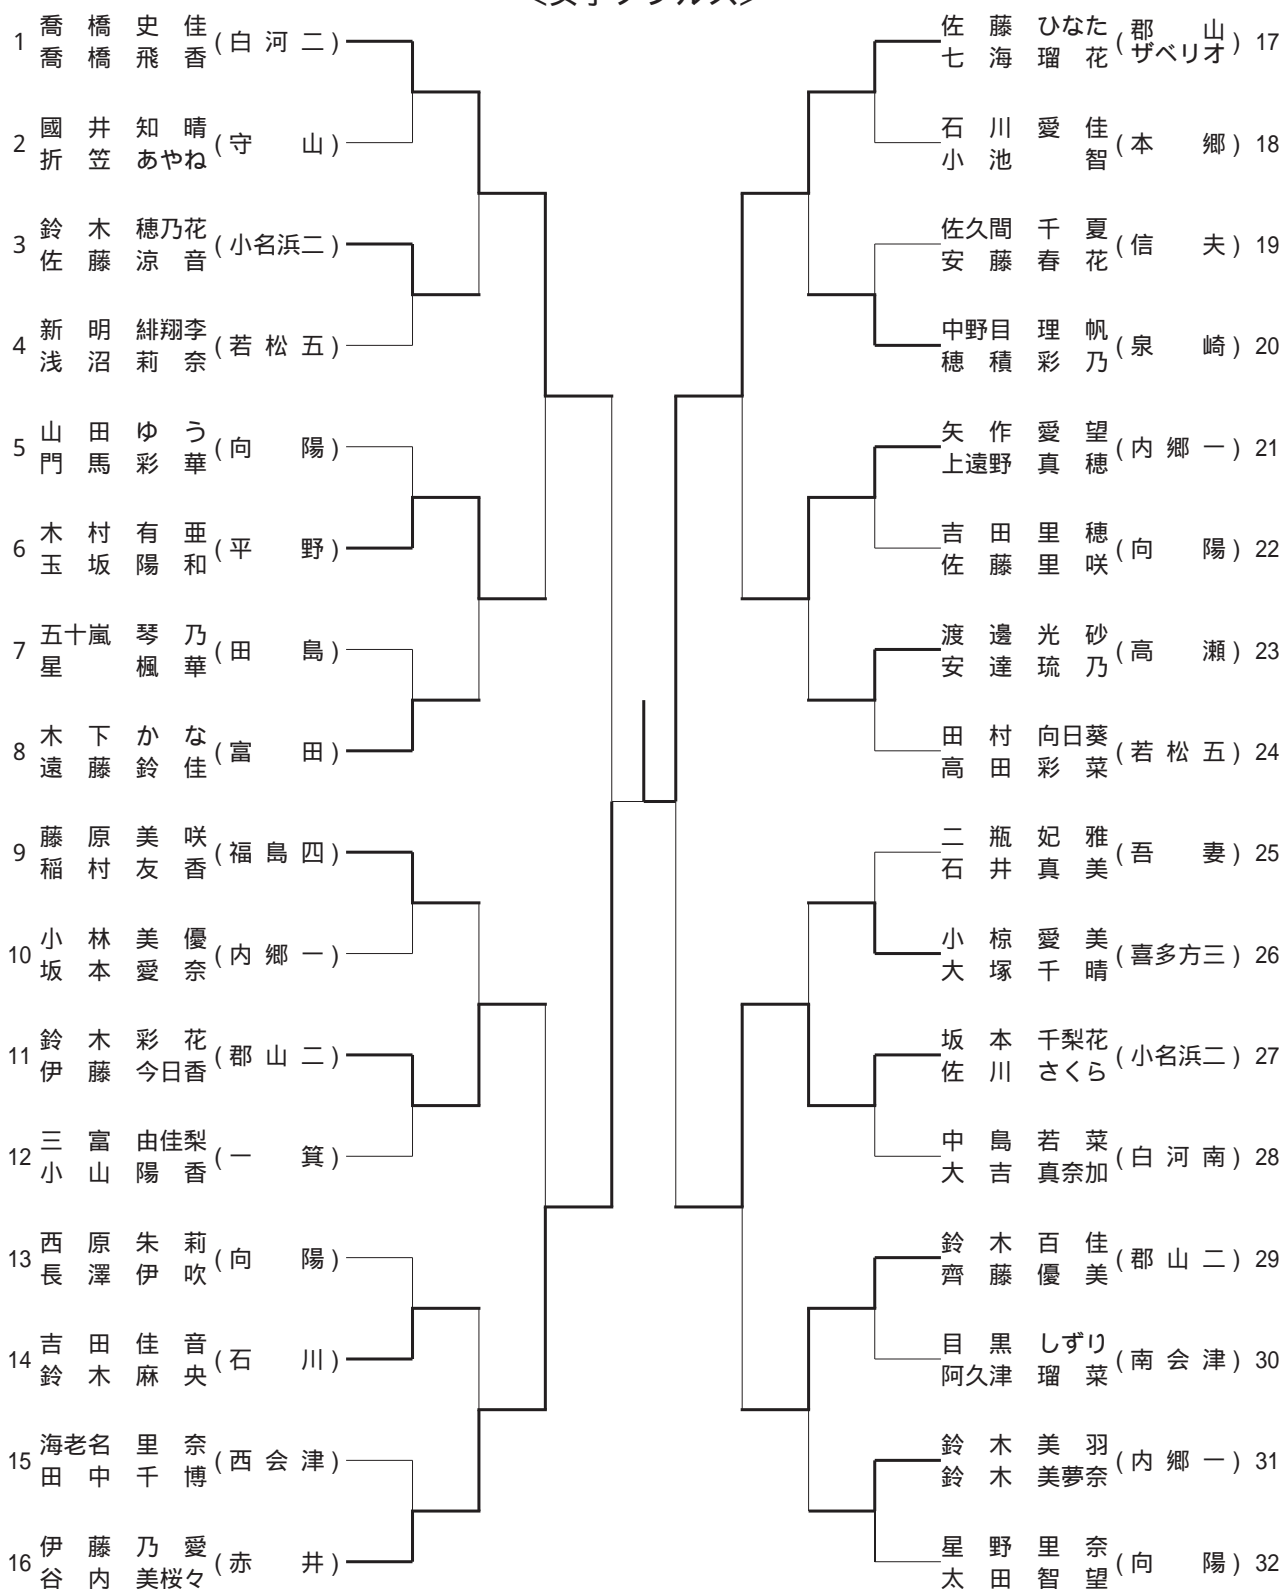 1 喬橋史佳 (白河二)
喬橋飛香
2 國井知晴 (守山)
折笠あやね
3 鈴木穂乃花 (小名浜二)
佐藤涼音
4 新明緋翔李 (若松五)
浅沼莉奈
5 山田ゆう (向陽)
門馬彩華
6 木村有亜 (平野)
玉坂陽和
7 五十嵐琴乃 (田島)
星楓華
8 木下かな (富田)
遠藤鈴佳
9 藤原美咲 (福島四)
稲村友香
10 小林美優 (内郷一)
坂本愛奈
11 鈴木彩花 (郡山二)
伊藤今日香
12 三富由佳梨 (一箕)
小山陽香
13 西原朱莉 (向陽)
長澤伊吹
14 吉田佳音 (石川)
鈴木麻央
15 海老名里奈 (西会津)
田中千博
16 伊藤乃愛 (赤井)
谷内美桜々
佐藤ひなた (郡山ザベリオ) 17
七海瑠花
石川愛佳 (本郷) 18
小池智
佐久間千夏 (信夫) 19
安藤春花
中野目理帆 (泉崎) 20
穂積彩乃
矢作愛望 (内郷一) 21
上遠野真穂
吉田里穂 (向陽) 22
佐藤里咲
渡邊光砂 (高瀬) 23
安達琉乃
田村向日葵 (若松五) 24
高田彩菜
二瓶妃雅 (吾妻) 25
石井真美
小椋愛美 (喜多方三) 26
大塚千晴
坂本千梨花 (小名浜二) 27
佐川さくら
中島若菜 (白河南) 28
大吉真奈加
鈴木百佳 (郡山二) 29
齊藤優美
目黒しずり (南会津) 30
阿久津瑠菜
鈴木美羽 (内郷一) 31
鈴木美夢奈
星野里奈 (向陽) 32
太田智望